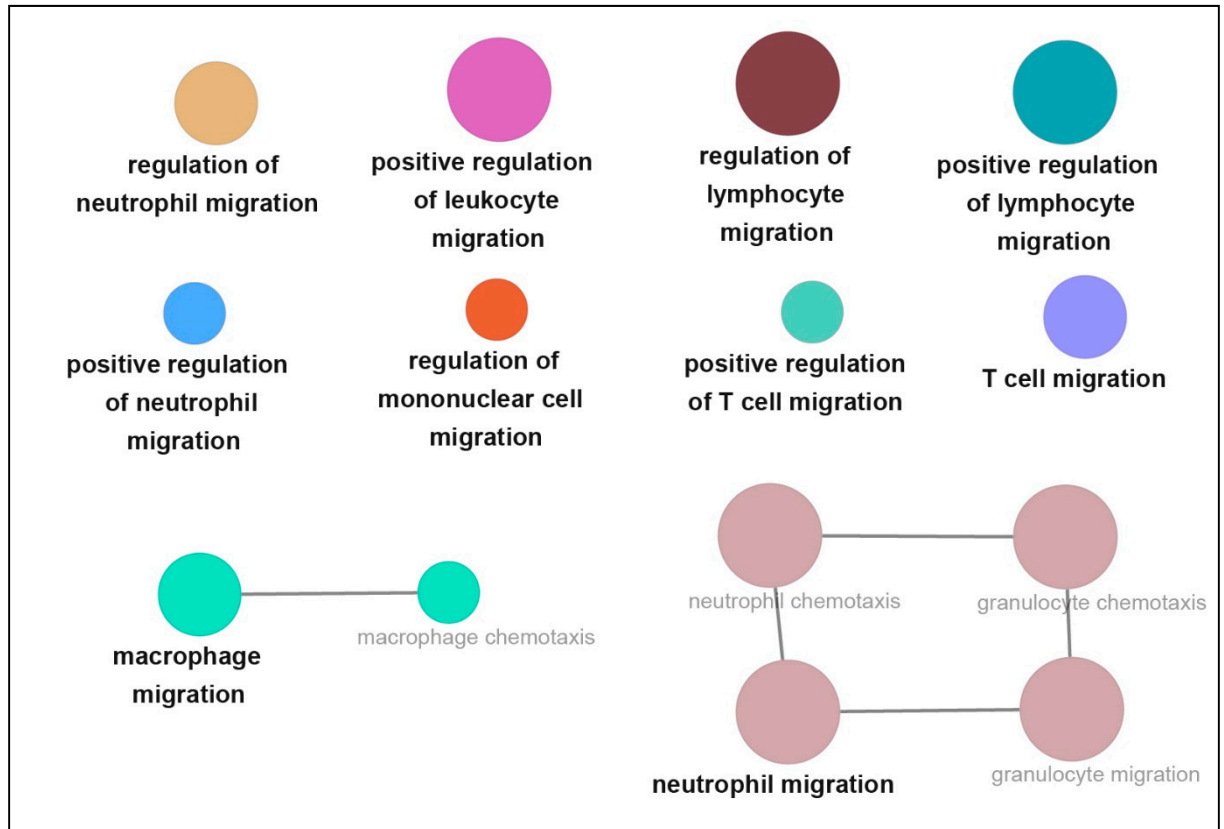 regulation of
neutrophil migration
positive regulation
of leukocyte
migration
regulation of
lymphocyte
migration
positive regulation
of lymphocyte
migration
positive regulation
of neutrophil
migration
regulation of
mononuclear cell
migration
positive regulation
of T cell migration
T cell migration
macrophage
migration
macrophage chemotaxis
neutrophil chemotaxis
granulocyte chemotaxis
neutrophil migration
granulocyte migration